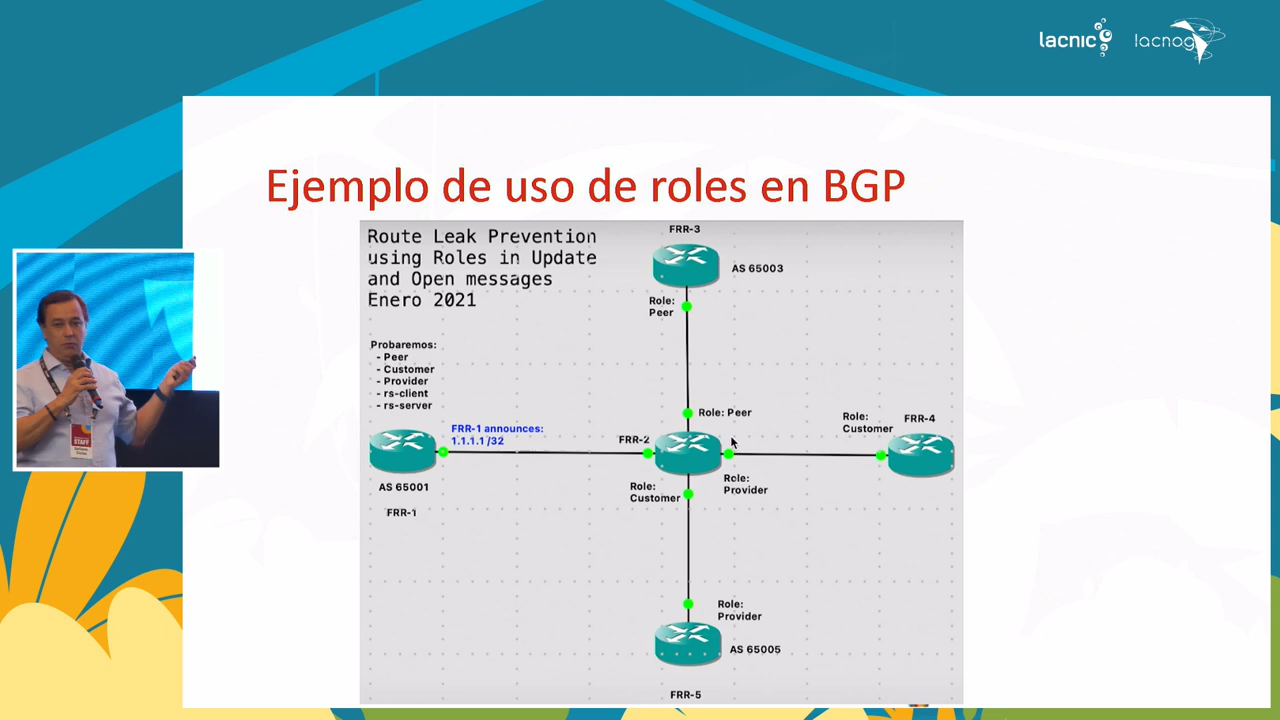 lacnic
lacnog
Ejemplo de uso de roles en BGP
Route Leak Prevention
using Roles in Update
and Open messages
Enero 2021
FRR-3
AS 65003
Role:
Peer
Probaremos:
- Peer
- Customer
- Provider
- rs-client
- rs-server
FRR-1 announces:
1.1.1.1 /32
Role: Peer
FRR-2
Role:
Customer
FRR-4
AS 65001
FRR-1
Role:
Customer
Role:
Provider
Role:
Provider
AS 65005
FRR-5
STAFF